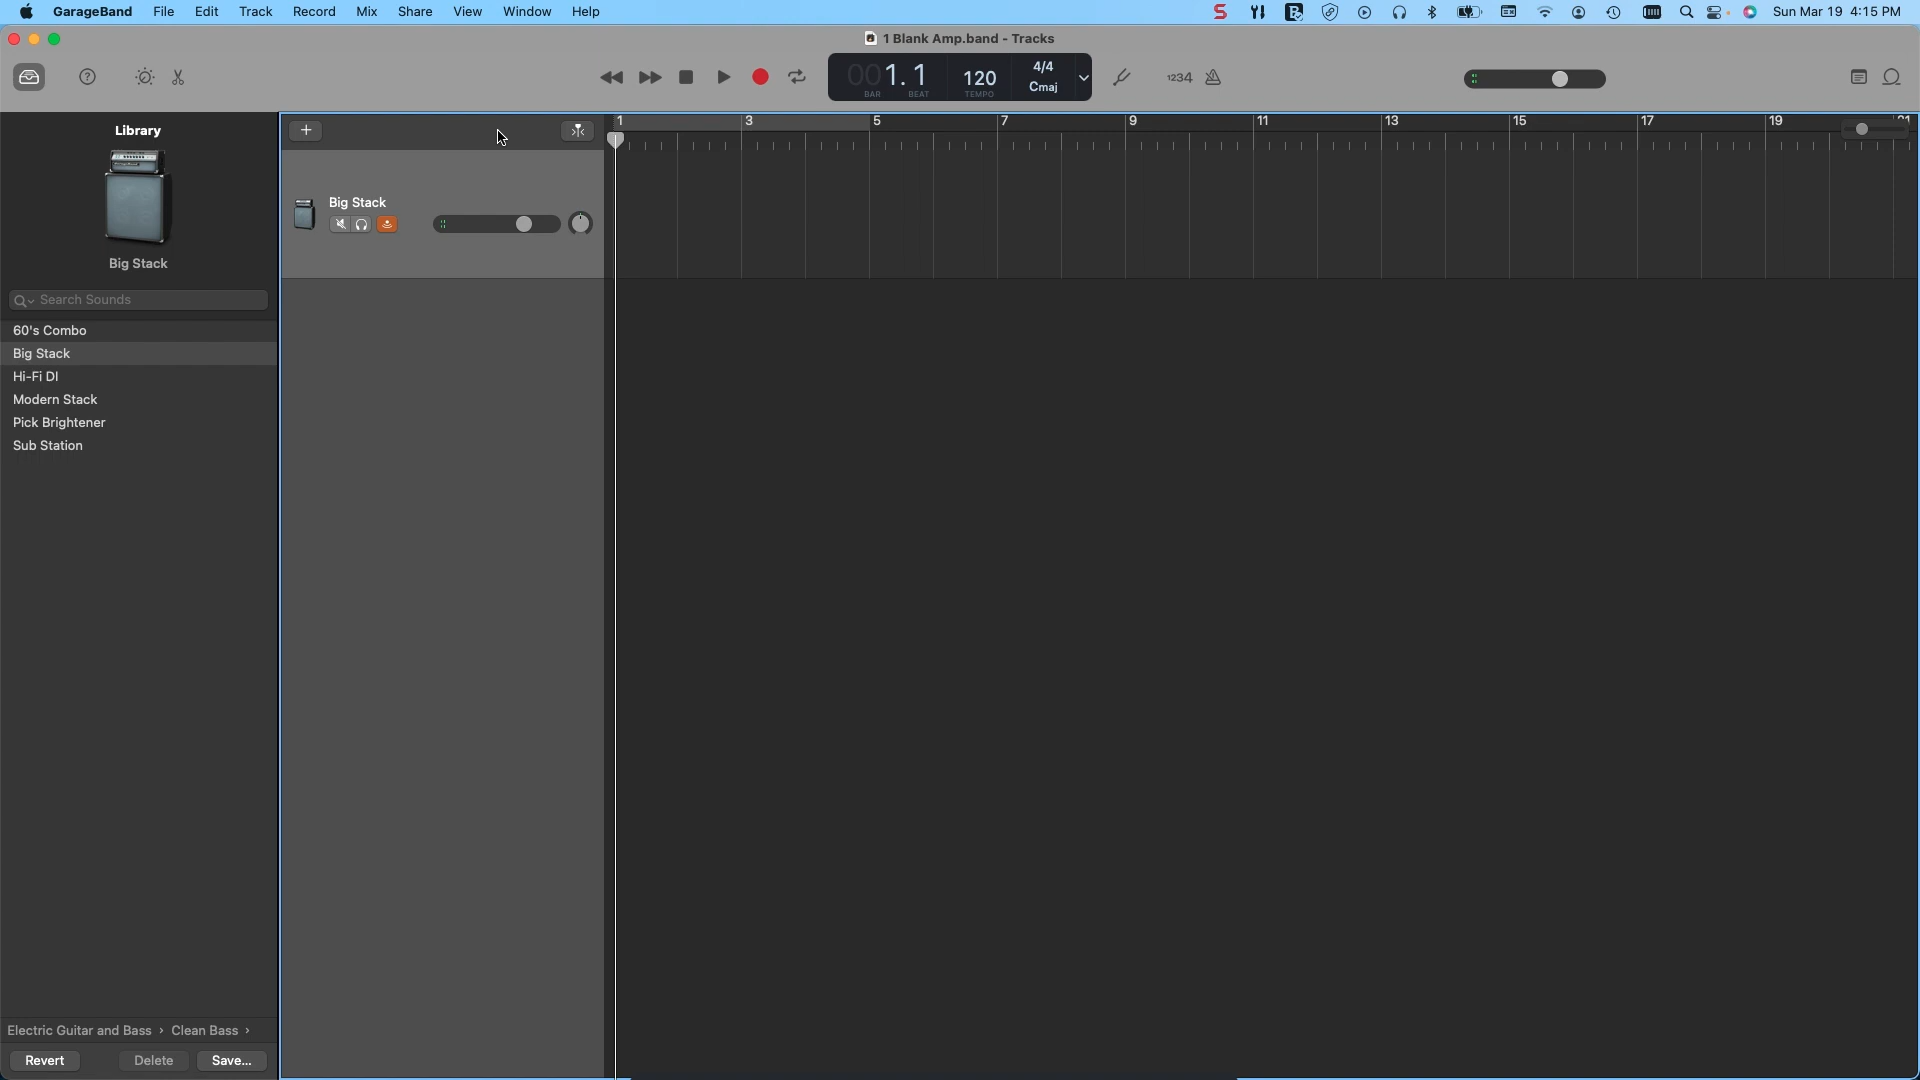 GarageBand File Edit Track Record Mix Share View Window Help Sun Mar 19 4:15 PM
1 Blank Amp.band - Tracks
001.1 120 4/4 Cmaj 1234
BAR BEAT TEMPO
Library
1 3 5 7 9 11 13 15 17 19 21
Big Stack
Big Stack
Search Sounds
60's Combo
Big Stack
Hi-Fi DI
Modern Stack
Pick Brightener
Sub Station
Electric Guitar and Bass › Clean Bass ›
Revert Delete Save...